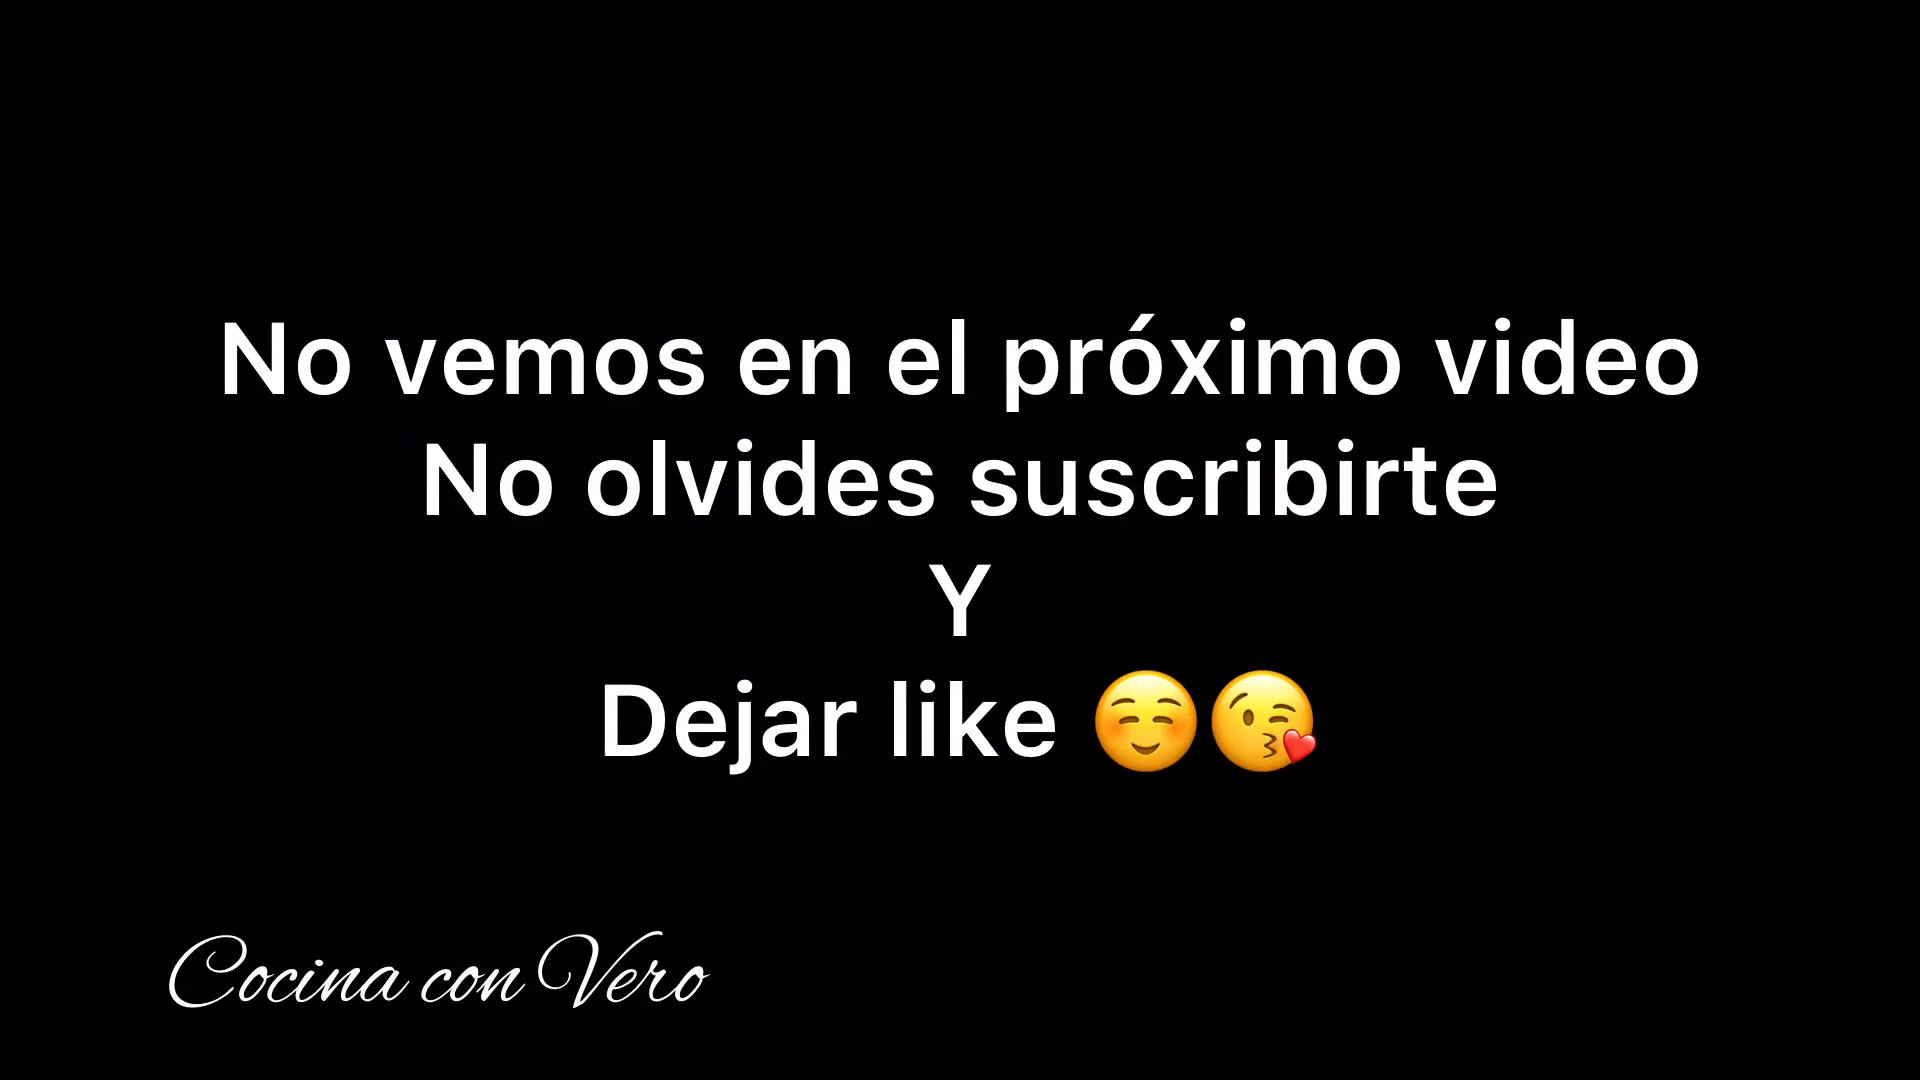 No vemos en el próximo video
No olvides suscribirte
Y
Dejar like ☺️😘
Cocina con Vero